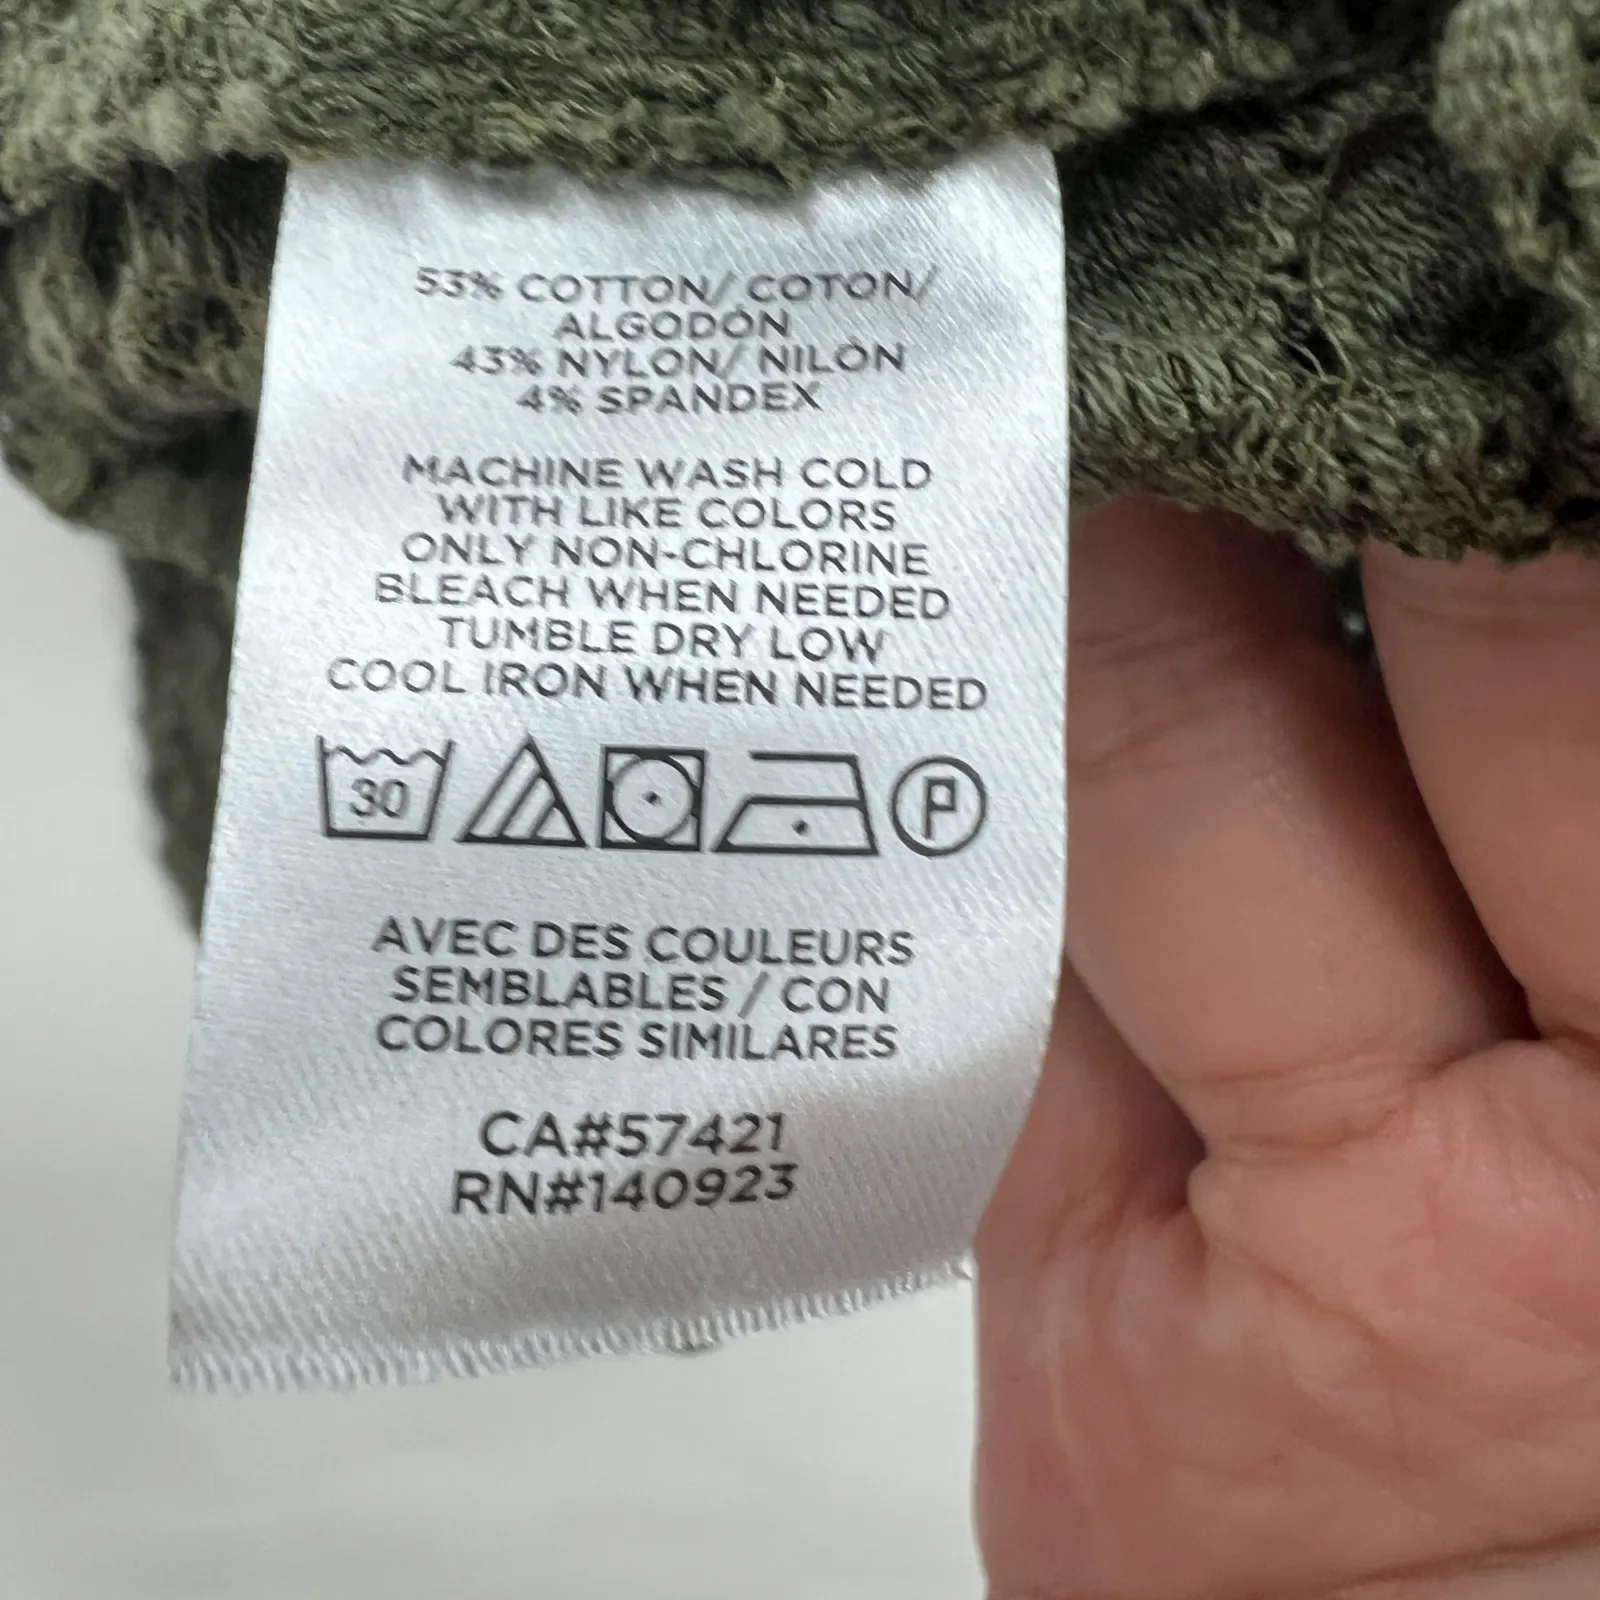 53% COTTON/ COTON/
ALGODÓN
43% NYLON/ NILÓN
4% SPANDEX
MACHINE WASH COLD
WITH LIKE COLORS
ONLY NON-CHLORINE
BLEACH WHEN NEEDED
TUMBLE DRY LOW
COOL IRON WHEN NEEDED
30 P
AVEC DES COULEURS
SEMBLABLES / CON
COLORES SIMILARES
CA#57421
RN#140923